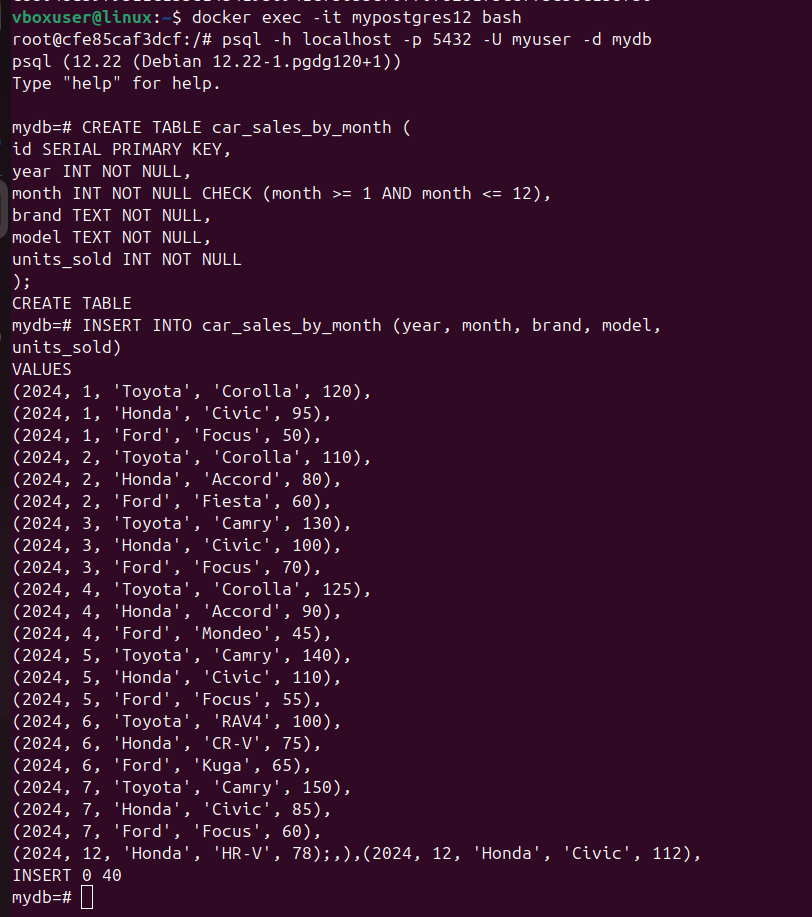 vboxuser@linux:~$ docker exec -it mypostgres12 bash
root@cfe85caf3dcf:/# psql -h localhost -p 5432 -U myuser -d mydb
psql (12.22 (Debian 12.22-1.pgdg120+1))
Type "help" for help.
mydb=# CREATE TABLE car_sales_by_month (
id SERIAL PRIMARY KEY,
year INT NOT NULL,
month INT NOT NULL CHECK (month >= 1 AND month <= 12),
brand TEXT NOT NULL,
model TEXT NOT NULL,
units_sold INT NOT NULL
);
CREATE TABLE
mydb=# INSERT INTO car_sales_by_month (year, month, brand, model,
units_sold)
VALUES
(2024, 1, 'Toyota', 'Corolla', 120),
(2024, 1, 'Honda', 'Civic', 95),
(2024, 1, 'Ford', 'Focus', 50),
(2024, 2, 'Toyota', 'Corolla', 110),
(2024, 2, 'Honda', 'Accord', 80),
(2024, 2, 'Ford', 'Fiesta', 60),
(2024, 3, 'Toyota', 'Camry', 130),
(2024, 3, 'Honda', 'Civic', 100),
(2024, 3, 'Ford', 'Focus', 70),
(2024, 4, 'Toyota', 'Corolla', 125),
(2024, 4, 'Honda', 'Accord', 90),
(2024, 4, 'Ford', 'Mondeo', 45),
(2024, 5, 'Toyota', 'Camry', 140),
(2024, 5, 'Honda', 'Civic', 110),
(2024, 5, 'Ford', 'Focus', 55),
(2024, 6, 'Toyota', 'RAV4', 100),
(2024, 6, 'Honda', 'CR-V', 75),
(2024, 6, 'Ford', 'Kuga', 65),
(2024, 7, 'Toyota', 'Camry', 150),
(2024, 7, 'Honda', 'Civic', 85),
(2024, 7, 'Ford', 'Focus', 60),
(2024, 12, 'Honda', 'HR-V', 78);,),(2024, 12, 'Honda', 'Civic', 112),
INSERT 0 40
mydb=#